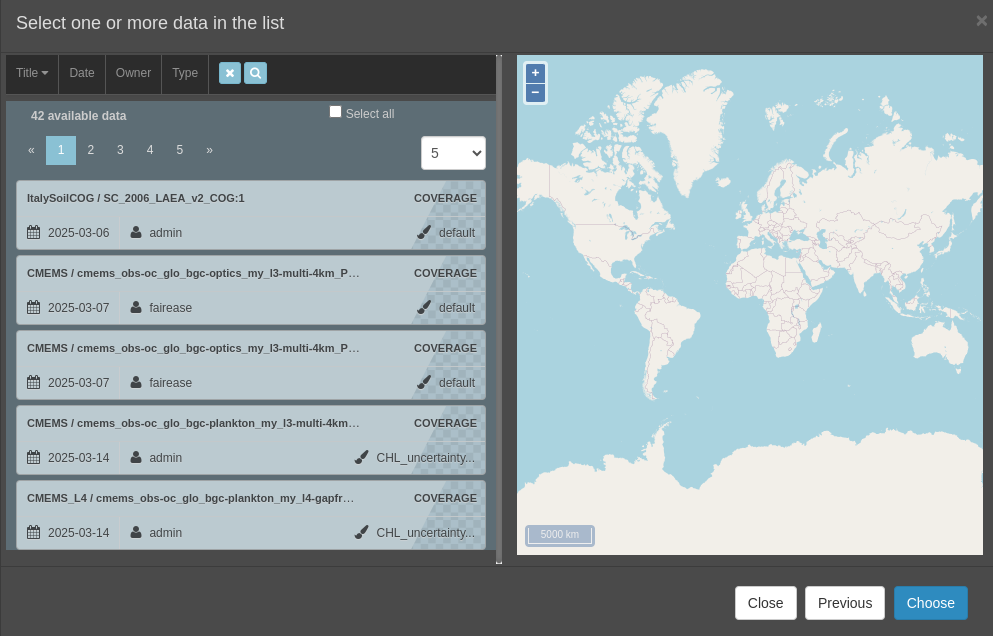 Select one or more data in the list
×
Title Date Owner Type
42 available data
Select all
« 1 2 3 4 5 »
5
ItalySoilCOG / SC_2006_LAEA_v2_COG:1 COVERAGE
2025-03-06 admin default
CMEMS / cmems_obs-oc_glo_bgc-optics_my_l3-multi-4km_P... COVERAGE
2025-03-07 fairease default
CMEMS / cmems_obs-oc_glo_bgc-optics_my_l3-multi-4km_P... COVERAGE
2025-03-07 fairease default
CMEMS / cmems_obs-oc_glo_bgc-plankton_my_l3-multi-4km... COVERAGE
2025-03-14 admin CHL_uncertainty...
CMEMS_L4 / cmems_obs-oc_glo_bgc-plankton_my_l4-gapfr... COVERAGE
2025-03-14 admin CHL_uncertainty...
+
−
5000 km
Close Previous Choose